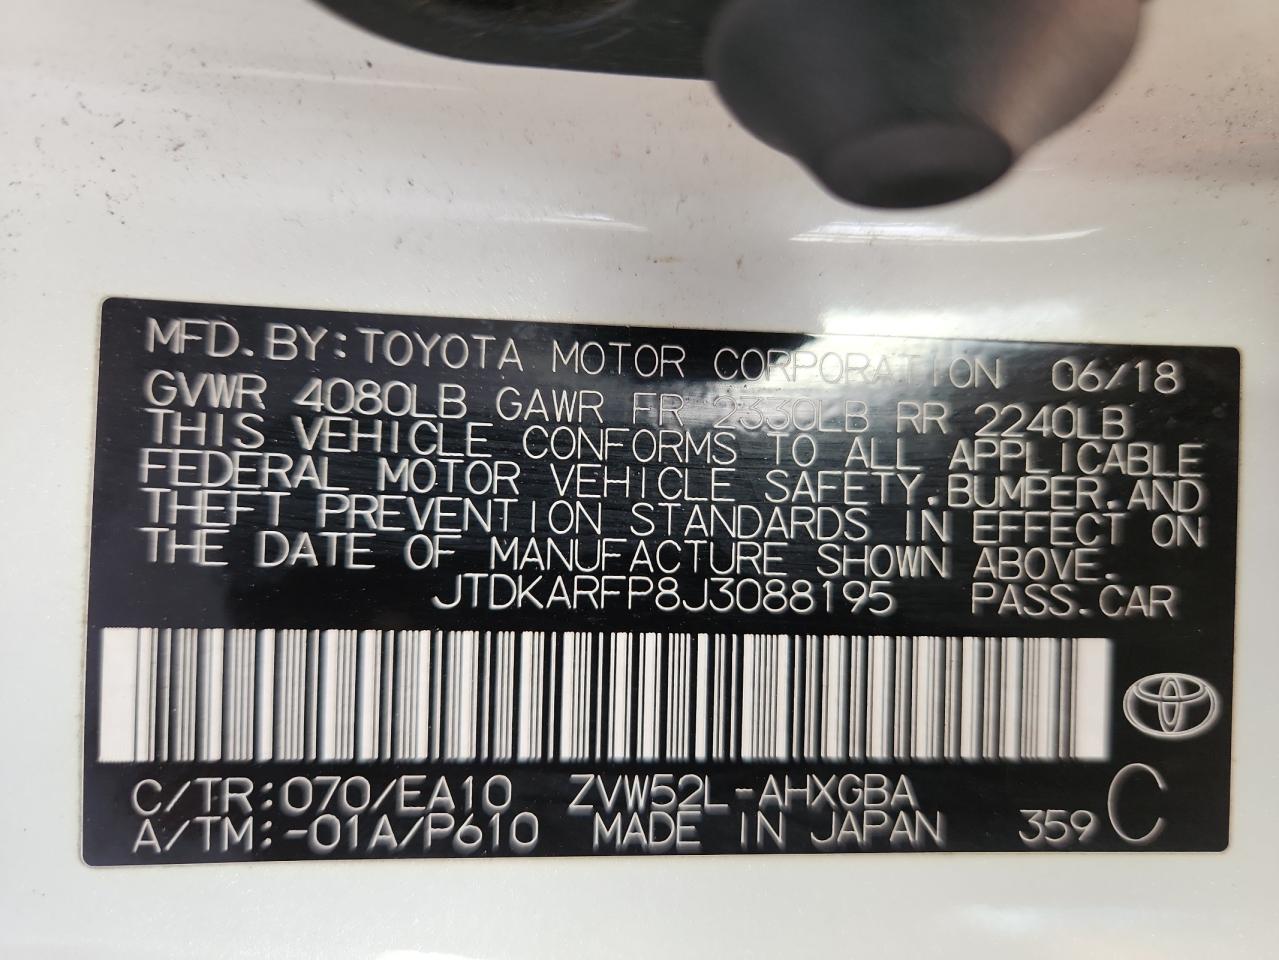 MFD. BY: TOYOTA MOTOR CORPORATION 06/18
GVWR 4080LB GAWR FR 2330LB RR 2240LB
THIS VEHICLE CONFORMS TO ALL APPLICABLE
FEDERAL MOTOR VEHICLE SAFETY, BUMPER, AND
THEFT PREVENTION STANDARDS IN EFFECT ON
THE DATE OF MANUFACTURE SHOWN ABOVE.
JTDKARFP8J3088195 PASS. CAR
C/TR:070/EA10 ZVW52L-AHXGBA
A/TM:-01A/P610 MADE IN JAPAN 359 C